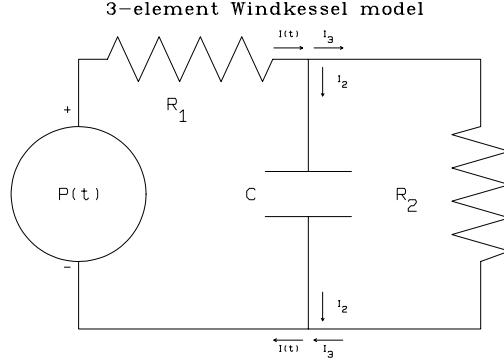 3-element Windkessel model
I(t) I3
+ R1 I2
P(t) C R2
− I2
I(t) I3